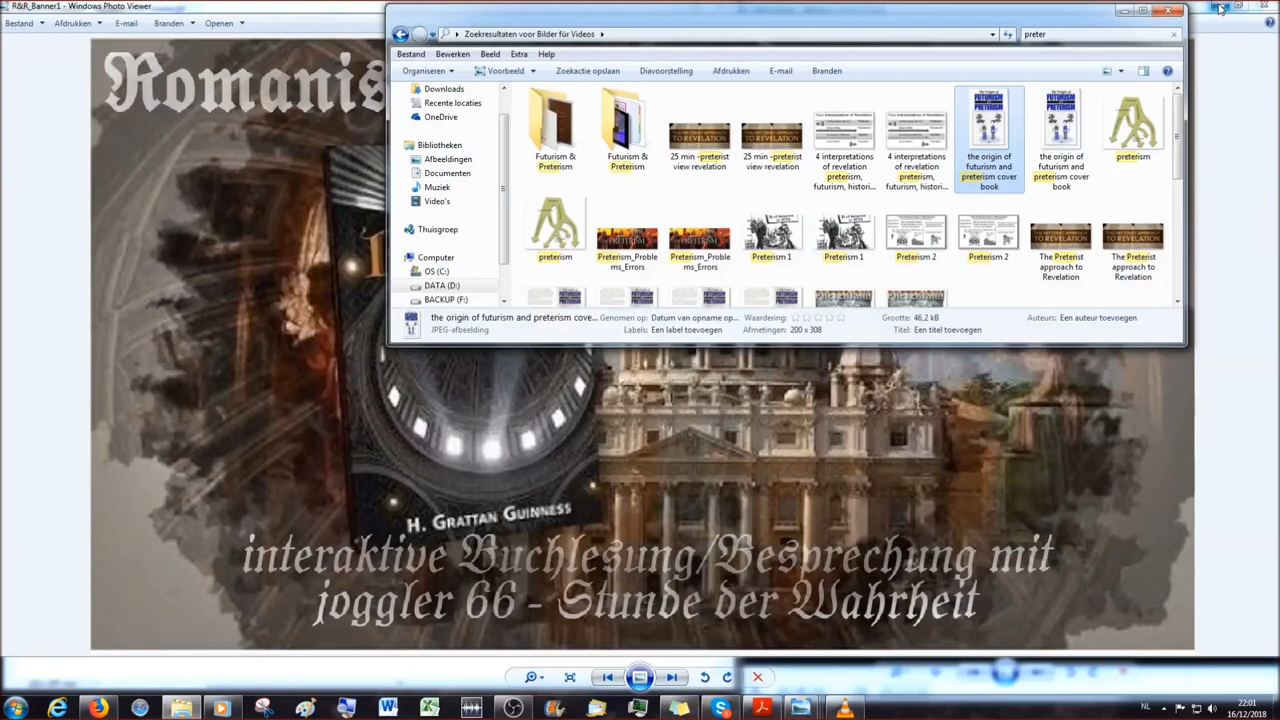 R&R_Banner1 - Windows Photo Viewer
Bestand Afdrukken E-mail Branden Openen
Zoekresultaten voor Bilder für Videos
preter
Bestand Bewerken Beeld Extra Help
Organiseren Voorbeeld Zoekactie opslaan Diavoorstelling Afdrukken E-mail Branden
Downloads
Recente locaties
OneDrive
Bibliotheken
Afbeeldingen
Documenten
Muziek
Video's
Thuisgroep
Computer
OS (C:)
DATA (D:)
BACKUP (F:)
Futurism & Preterism
Futurism & Preterism
25 min -preterist view revelation
25 min -preterist view revelation
4 interpretations of revelation preterism, futurism, histori...
4 interpretations of revelation preterism, futurism, histori...
the origin of futurism and preterism cover book
the origin of futurism and preterism cover book
preterism
preterism
Preterism_Problems_Errors
Preterism_Problems_Errors
Preterism 1
Preterism 1
Preterism 2
Preterism 2
The Preterist approach to Revelation
The Preterist approach to Revelation
the origin of futurism and preterism cove... Genomen op: Datum van opname op... Waardering: Grootte: 46,2 kB Auteurs: Een auteur toevoegen
JPEG-afbeelding Labels: Een label toevoegen Afmetingen: 200 x 308 Titel: Een titel toevoegen
Romanis
H. GRATTAN GUINNESS
interaktive Buchlesung/Besprechung mit
joggler 66 - Stunde der Wahrheit
NL
22:01
16/12/2018